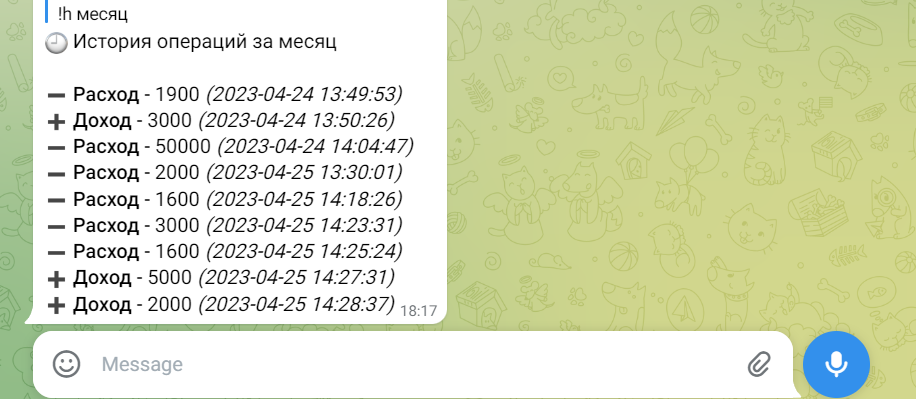 !h месяц
🕘 История операций за месяц
➖ Расход - 1900 (2023-04-24 13:49:53)
➕ Доход - 3000 (2023-04-24 13:50:26)
➖ Расход - 50000 (2023-04-24 14:04:47)
➖ Расход - 2000 (2023-04-25 13:30:01)
➖ Расход - 1600 (2023-04-25 14:18:26)
➖ Расход - 3000 (2023-04-25 14:23:31)
➖ Расход - 1600 (2023-04-25 14:25:24)
➕ Доход - 5000 (2023-04-25 14:27:31)
➕ Доход - 2000 (2023-04-25 14:28:37) 18:17
Message